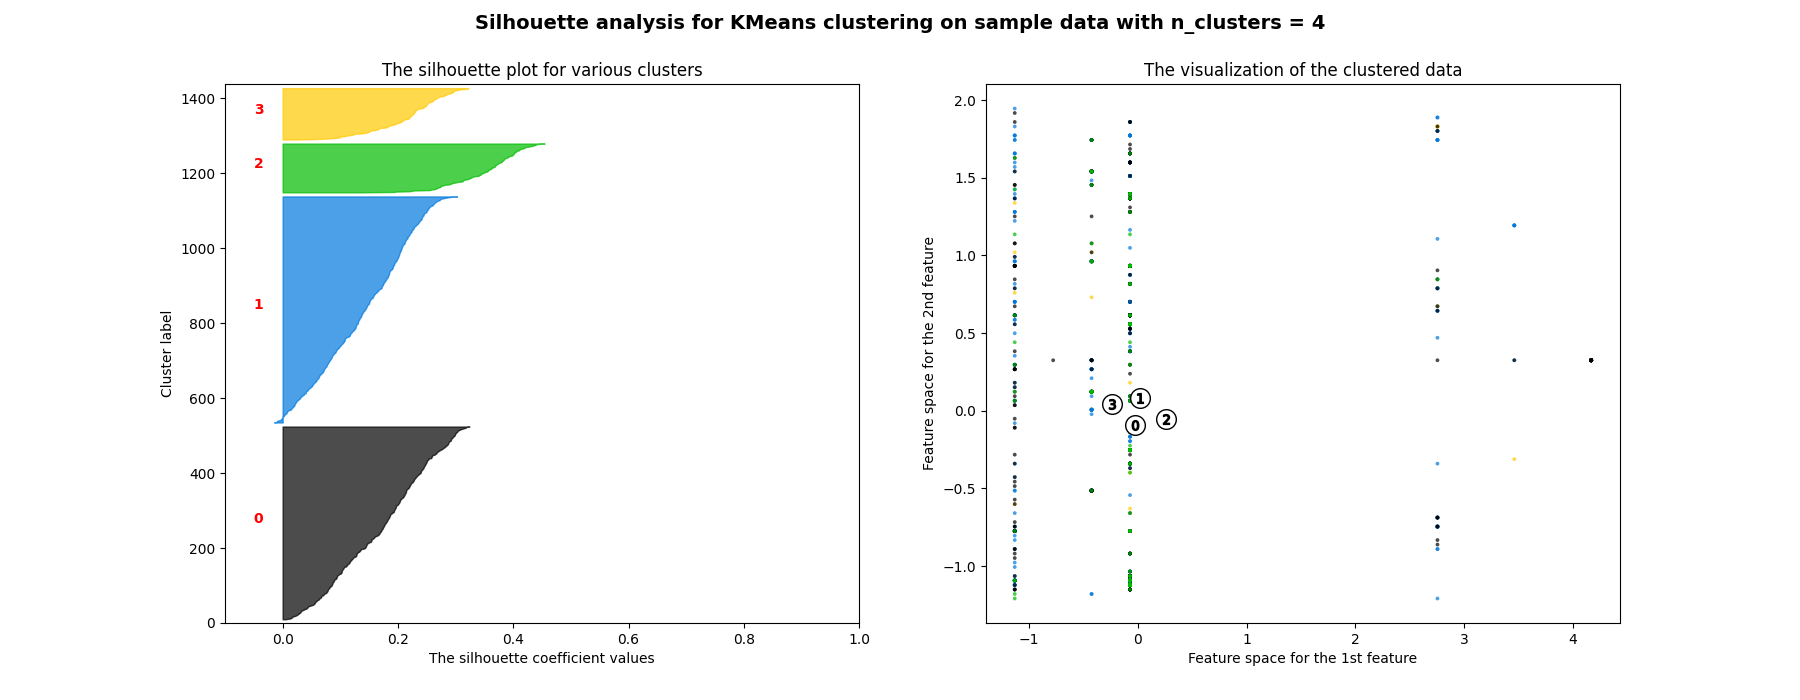 Silhouette analysis for KMeans clustering on sample data with n_clusters = 4
The silhouette plot for various clusters
Cluster label
1400
1200
1000
800
600
400
200
0
3
2
1
0
0.0 0.2 0.4 0.6 0.8 1.0
The silhouette coefficient values
The visualization of the clustered data
Feature space for the 2nd feature
2.0
1.5
1.0
0.5
0.0
−0.5
−1.0
3 1
2
0
−1 0 1 2 3 4
Feature space for the 1st feature